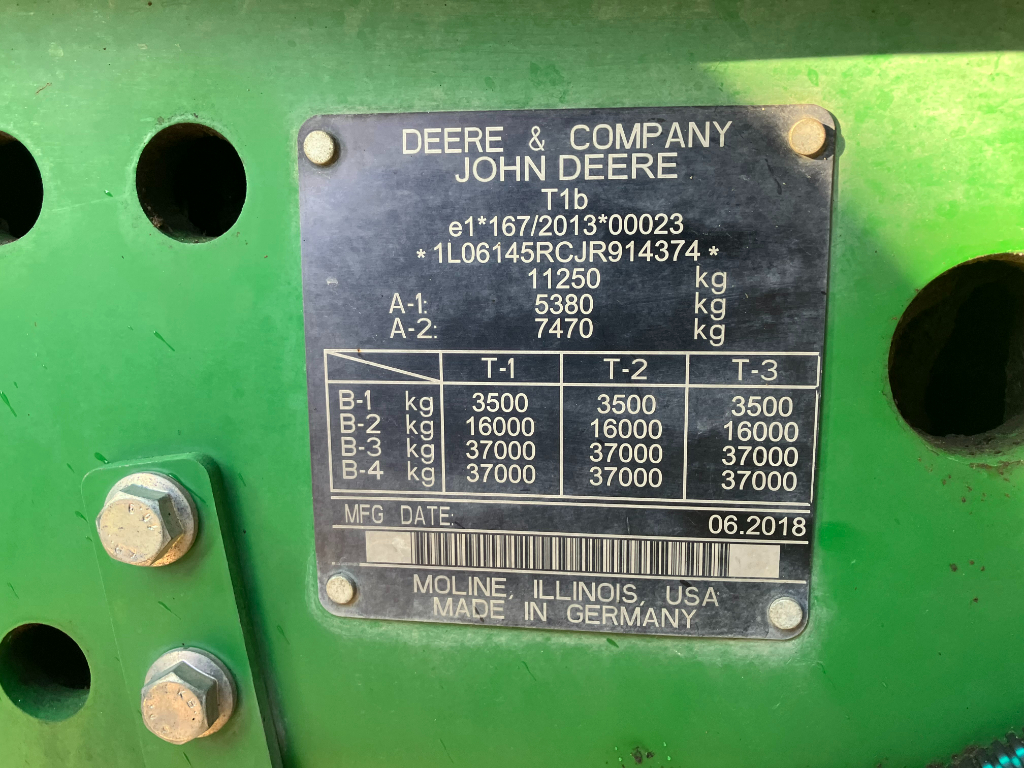 DEERE & COMPANY
JOHN DEERE
T1b
e1*167/2013*00023
*1L06145RCJR914374*
11250 kg
A-1: 5380 kg
A-2: 7470 kg
T-1 T-2 T-3
B-1 kg 3500 3500 3500
B-2 kg 16000 16000 16000
B-3 kg 37000 37000 37000
B-4 kg 37000 37000 37000
MFG DATE: 06.2018
MOLINE, ILLINOIS, USA
MADE IN GERMANY